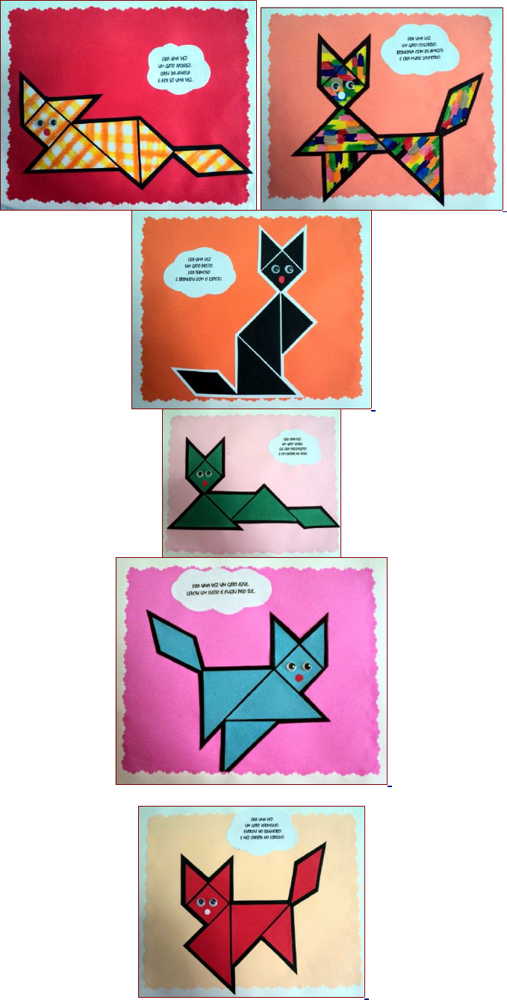 ERA UMA VEZ
UM GATO XADREZ.
CAIU DA JANELA
E FOI SÓ UMA VEZ.
ERA UMA VEZ
UM GATO COLORIDO.
BRINCAVA COM OS AMIGOS
E ERA MUITO DIVERTIDO.
ERA UMA VEZ
UM GATO PRETO.
ERA TEIMOSO
E BRINCOU COM O ESPETO.
ERA UMA VEZ
UM GATO VERDE.
ELE ERA PREGUIÇOSO
E FOI DEITAR NA REDE.
ERA UMA VEZ UM GATO AZUL.
LEVOU UM SUSTO E FUGIU PRO SUL.
ERA UMA VEZ
UM GATO VERMELHO.
ENTROU NO BANHEIRO
E FEZ CARETA NO ESPELHO.